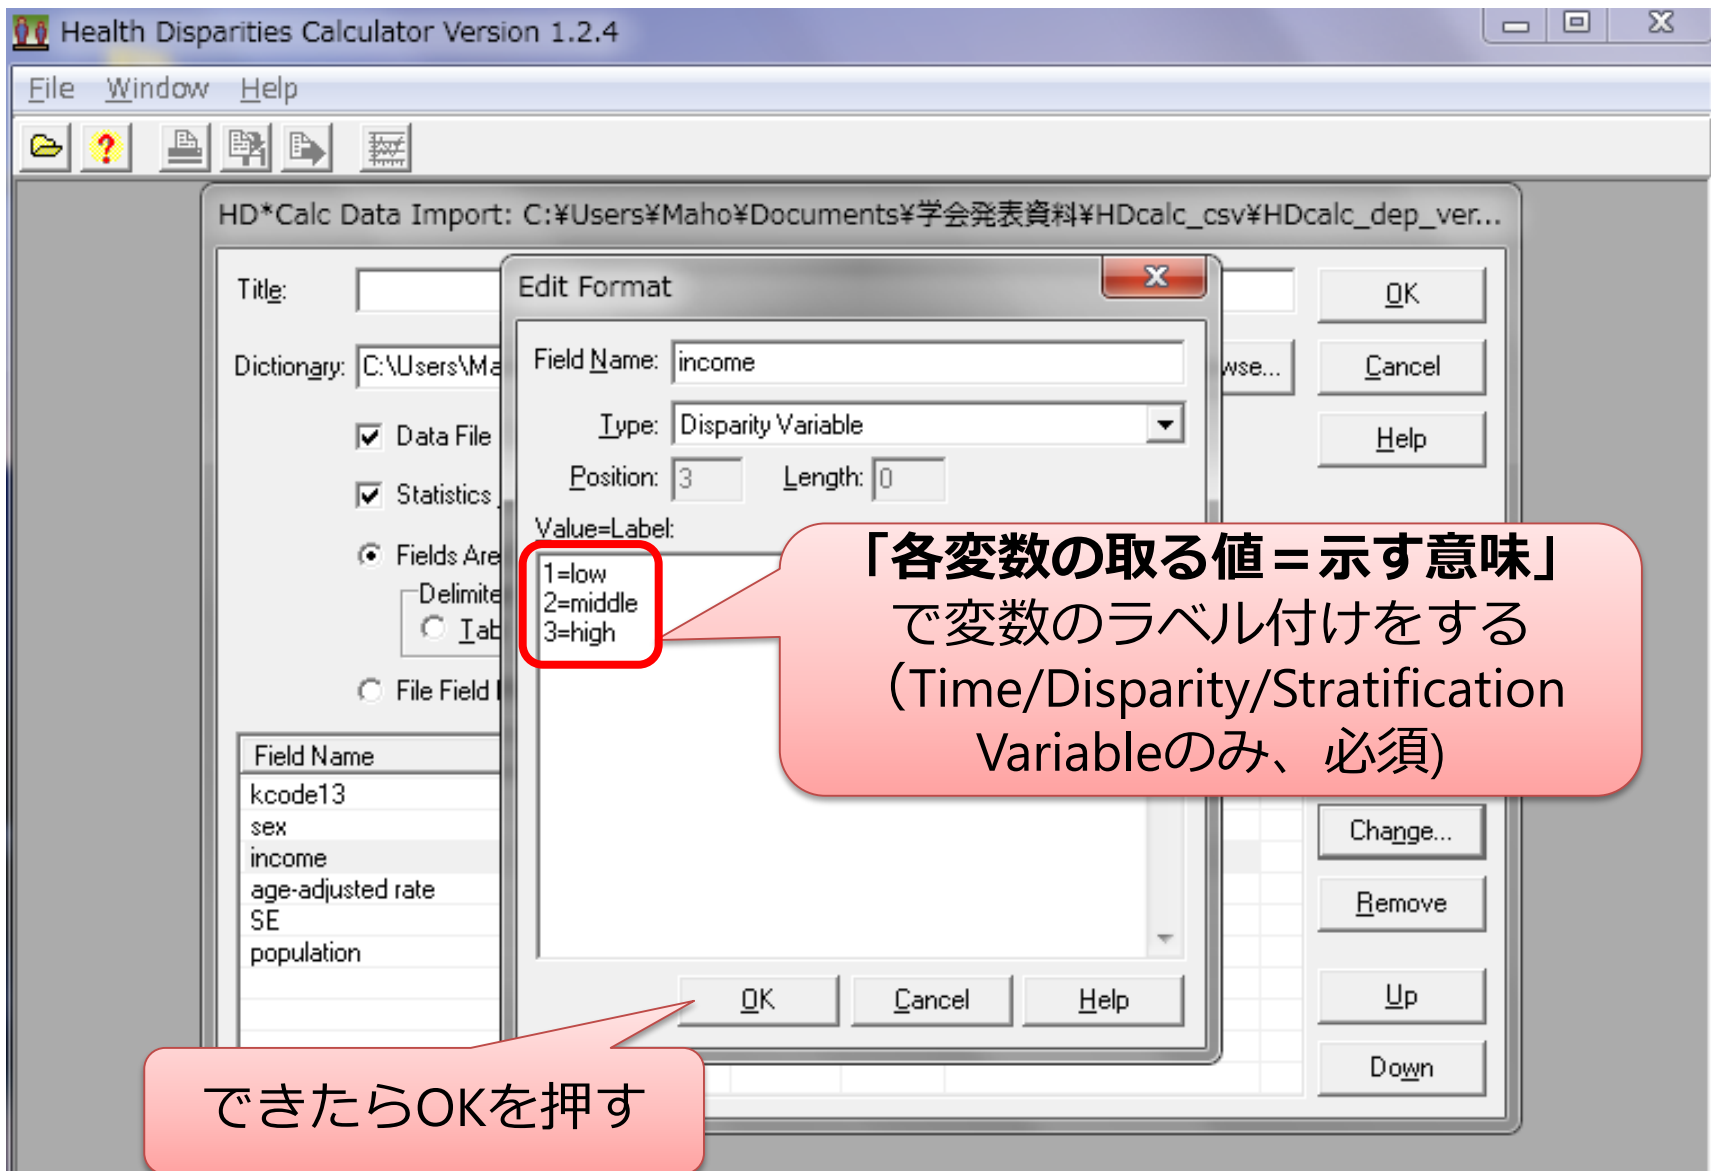 Health Disparities Calculator Version 1.2.4
File Window Help
HD*Calc Data Import: C:¥Users¥Maho¥Documents¥学会発表資料¥HDcalc_csv¥HDcalc_dep_ver...
Title:
OK
Dictionary: C:\Users\Ma
wse...
Cancel
Data File
Help
Statistics
Fields Are
Delimite
Tab
File Field
Edit Format
Field Name: income
Type: Disparity Variable
Position: 3 Length: 0
Value=Label:
1=low
2=middle
3=high
「各変数の取る値＝示す意味」
で変数のラベル付けをする
（Time/Disparity/Stratification
Variableのみ、必須)
Field Name
kcode13
sex
income
age-adjusted rate
SE
population
Change...
Remove
Up
Down
OK Cancel Help
できたらOKを押す